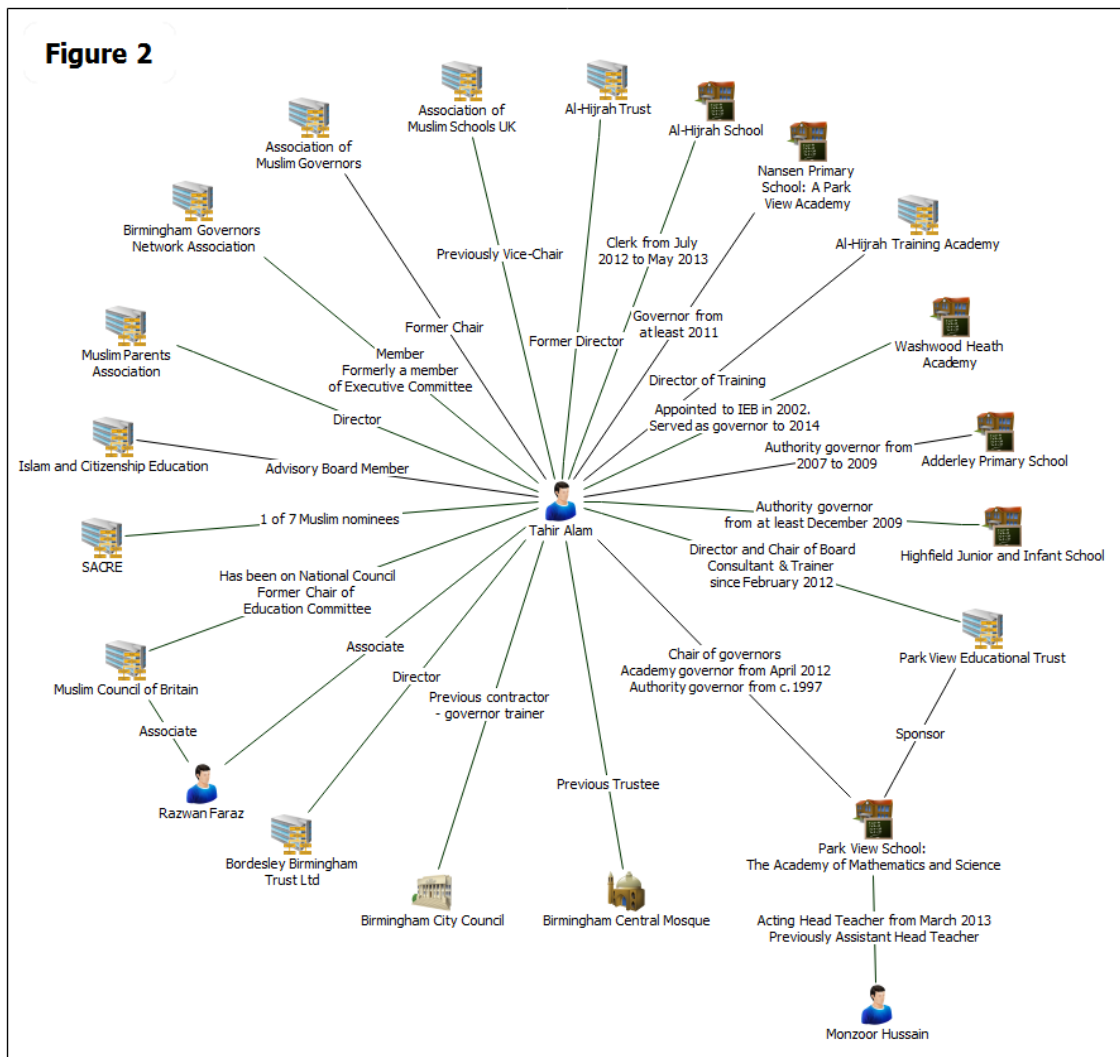 Figure 2
Association of
Muslim Schools UK
Al-Hijrah Trust
Al-Hijrah School
Association of
Muslim Governors
Nansen Primary
School: A Park
View Academy
Birmingham Governors
Network Association
Al-Hijrah Training Academy
Previously Vice-Chair
Clerk from July
2012 to May 2013
Muslim Parents
Association
Former Chair
Former Director
Governor from
at least 2011
Washwood Heath
Academy
Member
Formerly a member
of Executive Committee
Director of Training
Director
Appointed to IEB in 2002.
Served as governor to 2014
Islam and Citizenship Education
Advisory Board Member
Authority governor from
2007 to 2009
Adderley Primary School
SACRE
1 of 7 Muslim nominees
Tahir Alam
Authority governor
from at least December 2009
Highfield Junior and Infant School
Has been on National Council
Former Chair of
Education Committee
Director and Chair of Board
Consultant & Trainer
since February 2012
Muslim Council of Britain
Associate
Director
Previous contractor
- governor trainer
Chair of governors
Academy governor from April 2012
Authority governor from c.1997
Park View Educational Trust
Associate
Sponsor
Razwan Faraz
Previous Trustee
Bordesley Birmingham
Trust Ltd
Birmingham City Council
Birmingham Central Mosque
Park View School:
The Academy of Mathematics and Science
Acting Head Teacher from March 2013
Previously Assistant Head Teacher
Monzoor Hussain